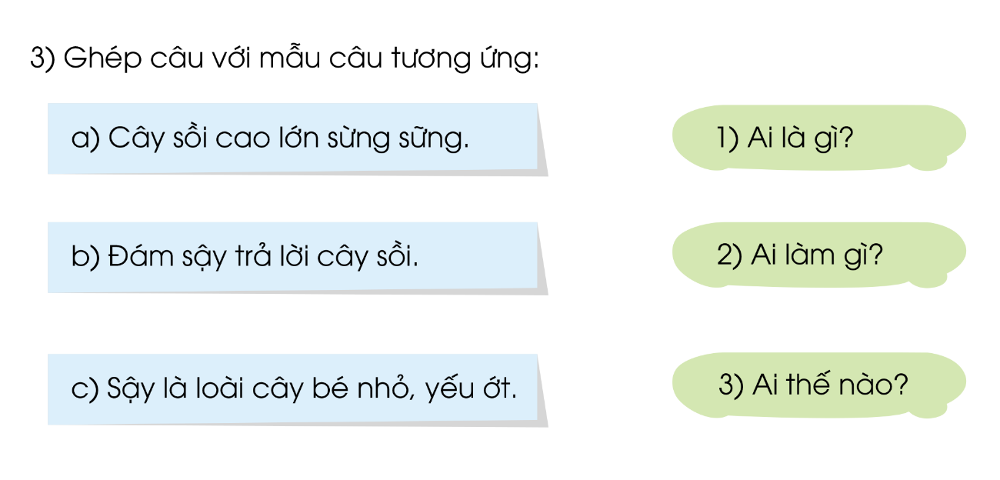 3) Ghép câu với mẫu câu tương ứng:
a) Cây sồi cao lớn sừng sững.
1) Ai là gì?
b) Đám sậy trả lời cây sồi.
2) Ai làm gì?
c) Sậy là loài cây bé nhỏ, yếu ớt.
3) Ai thế nào?